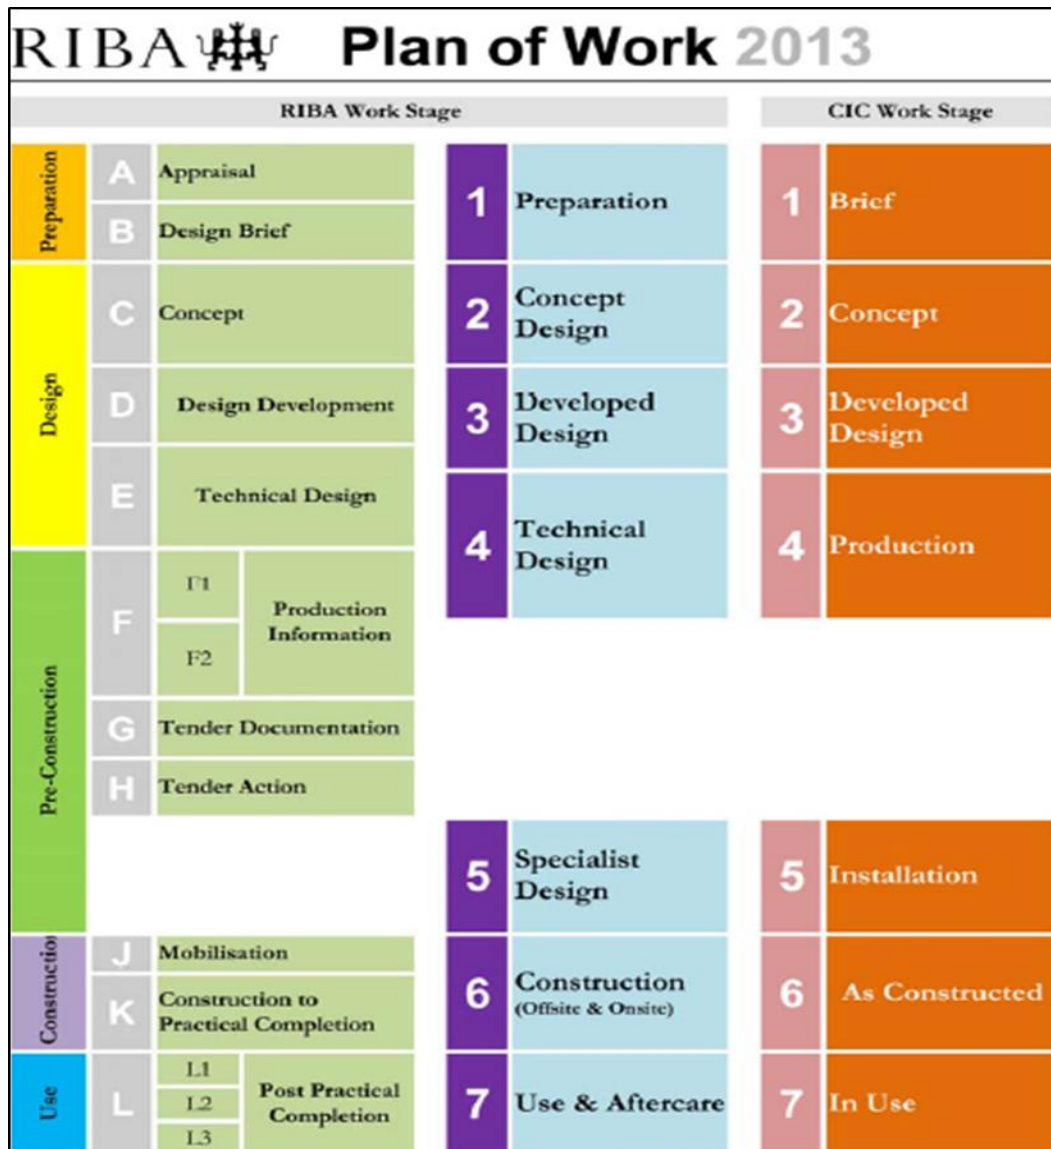 RIBA Plan of Work 2013
RIBA Work Stage
CIC Work Stage
Preparation
A
Appraisal
B
Design Brief
1
Preparation
1
Brief
Design
C
Concept
2
Concept
Design
2
Concept
D
Design Development
3
Developed
Design
3
Developed
Design
E
Technical Design
4
Technical
Design
4
Production
Pre-Construction
F
F1
F2
Production
Information
G
Tender Documentation
H
Tender Action
5
Specialist
Design
5
Installation
Construction
J
Mobilisation
K
Construction to
Practical Completion
6
Construction
(Offsite & Onsite)
6
As Constructed
Use
L
L1
L2
L3
Post Practical
Completion
7
Use & Aftercare
7
In Use